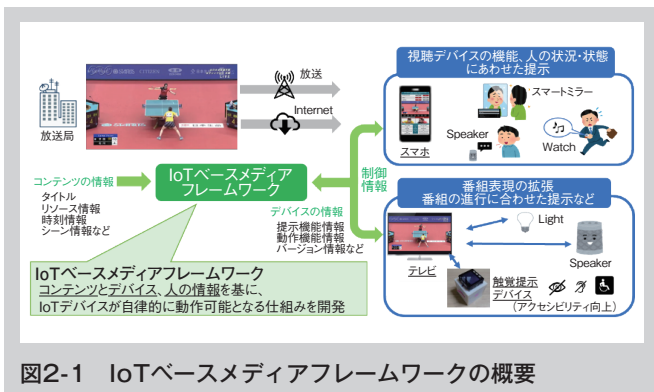 放送局
放送
Internet
視聴デバイスの機能、人の状況・状態
にあわせた提示
スマートミラー
Speaker
Watch
スマホ
コンテンツの情報
タイトル
リソース情報
時刻情報
シーン情報など
IoTベースメディア
フレームワーク
デバイスの情報
提示機能情報
動作機能情報
バージョン情報など
制御
情報
番組表現の拡張
番組の進行に合わせた提示など
Light
テレビ
Speaker
触覚提示
デバイス
(アクセシビリティ向上)
IoTベースメディアフレームワーク
コンテンツとデバイス、人の情報を基に、
IoTデバイスが自律的に動作可能となる仕組みを開発
図2-1 IoTベースメディアフレームワークの概要